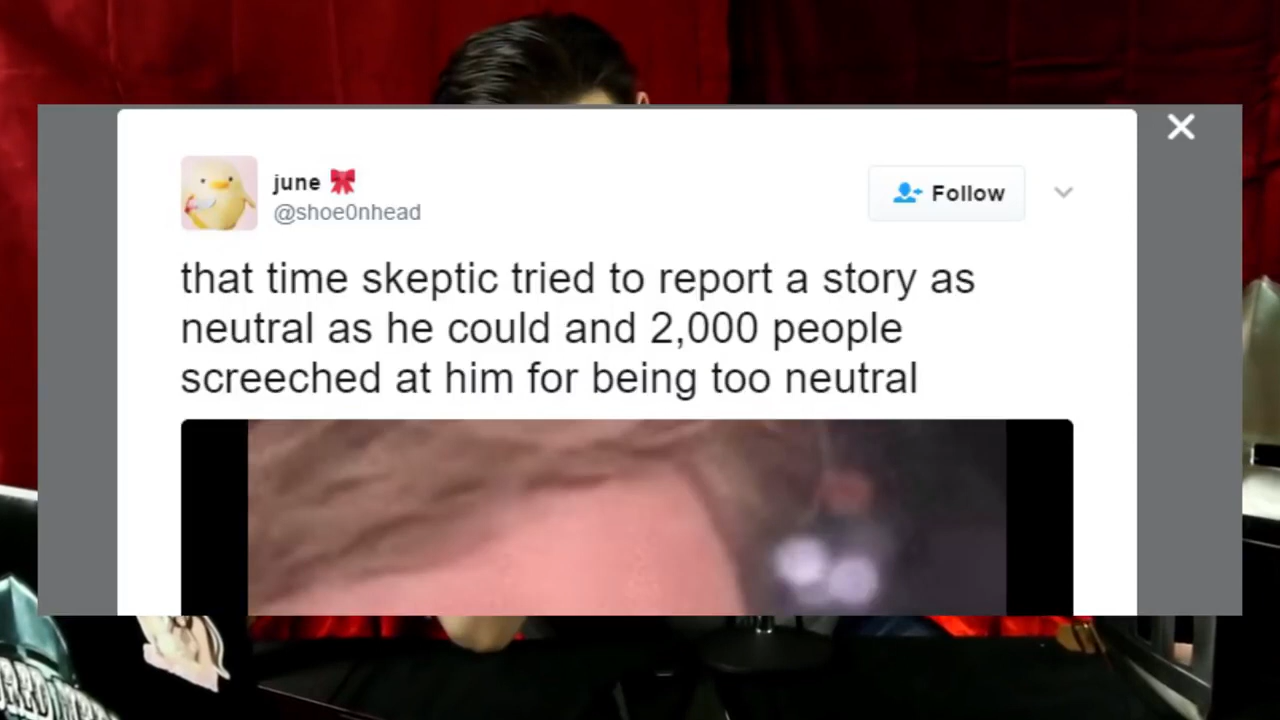 june 🎀
@shoe0nhead
Follow
that time skeptic tried to report a story as
neutral as he could and 2,000 people
screeched at him for being too neutral